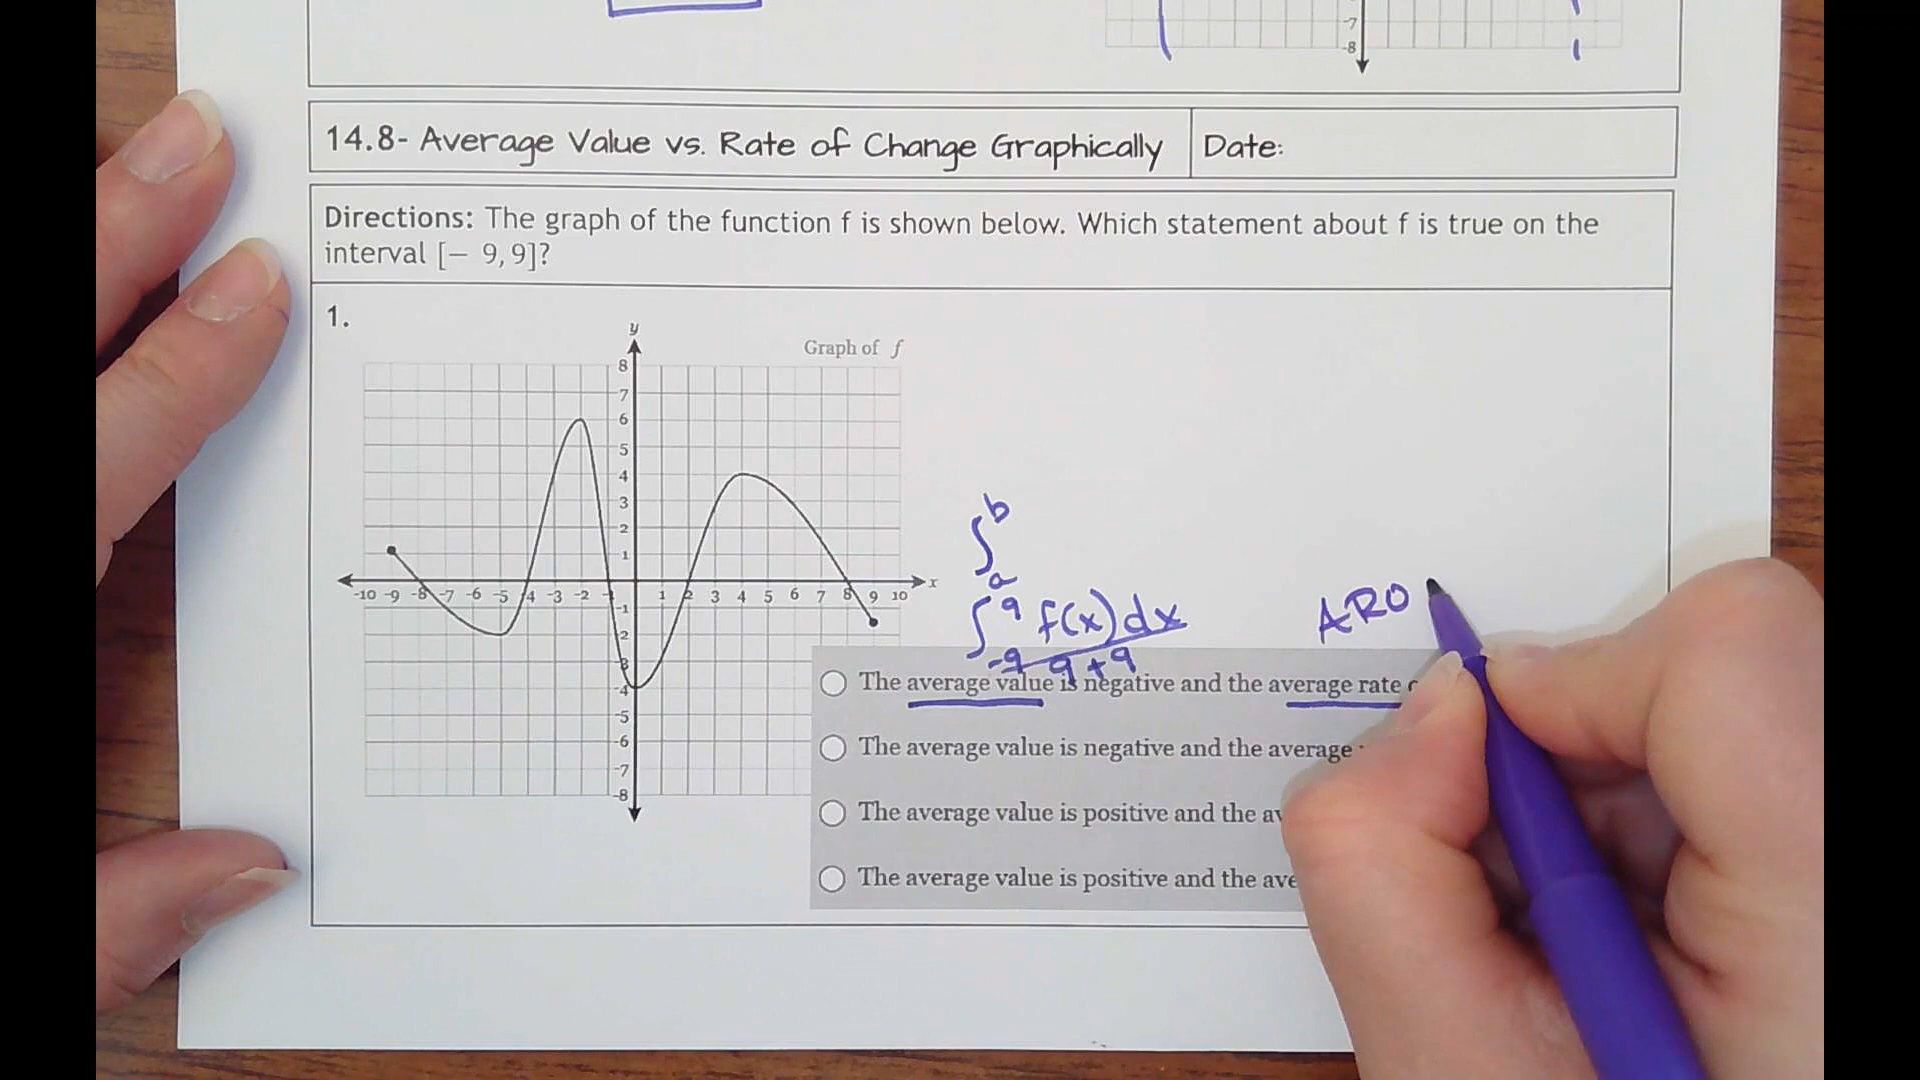 -7
-8
14.8- Average Value vs. Rate of Change Graphically
Date:
Directions: The graph of the function f is shown below. Which statement about f is true on the
interval [− 9, 9]?
1.
y
Graph of f
8
7
6
5
4
3
2
1
-10 -9 -8 -7 -6 -5 -4 -3 -2 -1 1 2 3 4 5 6 7 8 9 10 x
-1
-2
-3
-4
-5
-6
-7
-8
∫ b
a
∫ 9 f(x) dx
-9 9+9
ARO
The average value is negative and the average rate
The average value is negative and the average
The average value is positive and the
The average value is positive and the